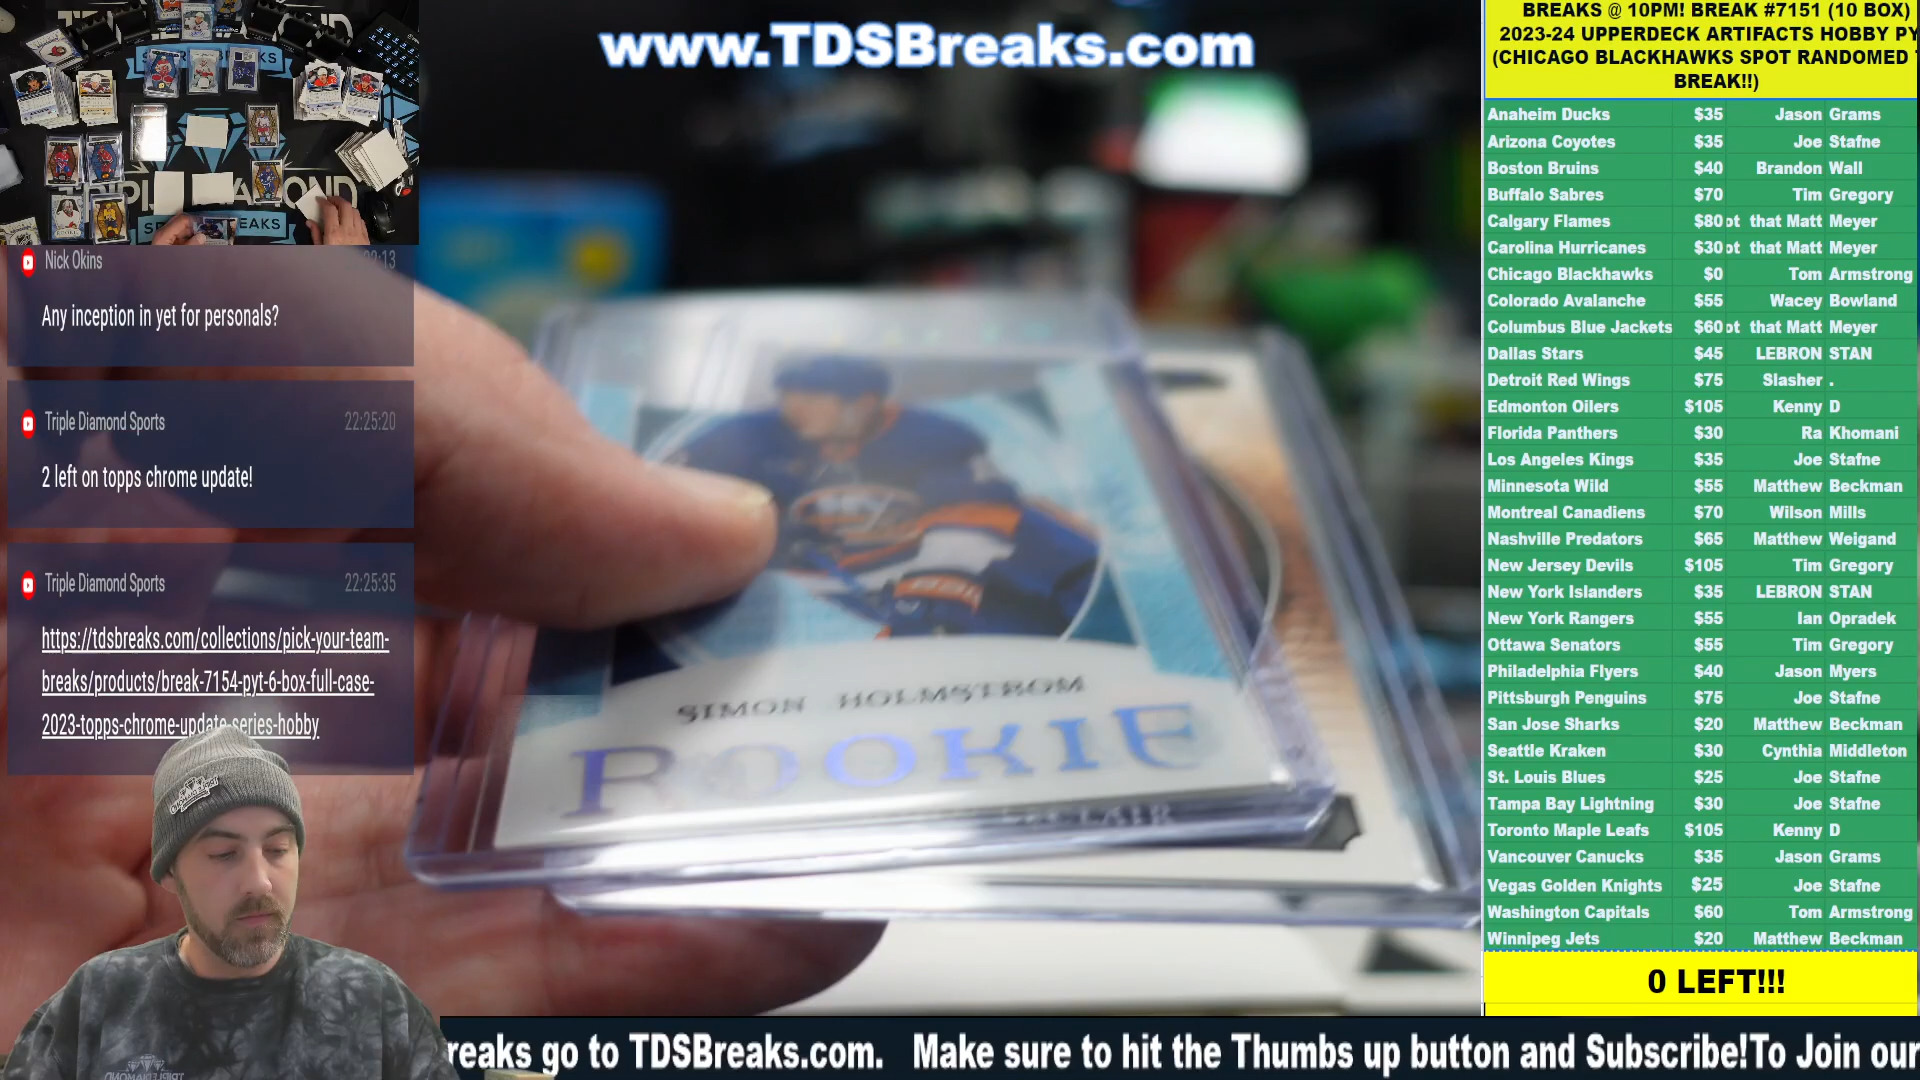 www.TDSBreaks.com
BREAKS @ 10PM! BREAK #7151 (10 BOX)
2023-24 UPPERDECK ARTIFACTS HOBBY PY
(CHICAGO BLACKHAWKS SPOT RANDOMED
BREAK!!)
Anaheim Ducks $35 Jason Grams
Arizona Coyotes $35 Joe Stafne
Boston Bruins $40 Brandon Wall
Buffalo Sabres $70 Tim Gregory
Calgary Flames $80 ot that Matt Meyer
Carolina Hurricanes $30 ot that Matt Meyer
Chicago Blackhawks $0 Tom Armstrong
Colorado Avalanche $55 Wacey Bowland
Columbus Blue Jackets $60 ot that Matt Meyer
Dallas Stars $45 LEBRON STAN
Detroit Red Wings $75 Slasher .
Edmonton Oilers $105 Kenny D
Florida Panthers $30 Ra Khomani
Los Angeles Kings $35 Joe Stafne
Minnesota Wild $55 Matthew Beckman
Montreal Canadiens $70 Wilson Mills
Nashville Predators $65 Matthew Weigand
New Jersey Devils $105 Tim Gregory
New York Islanders $35 LEBRON STAN
New York Rangers $55 Ian Opradek
Ottawa Senators $55 Tim Gregory
Philadelphia Flyers $40 Jason Myers
Pittsburgh Penguins $75 Joe Stafne
San Jose Sharks $20 Matthew Beckman
Seattle Kraken $30 Cynthia Middleton
St. Louis Blues $25 Joe Stafne
Tampa Bay Lightning $30 Joe Stafne
Toronto Maple Leafs $105 Kenny D
Vancouver Canucks $35 Jason Grams
Vegas Golden Knights $25 Joe Stafne
Washington Capitals $60 Tom Armstrong
Winnipeg Jets $20 Matthew Beckman
0 LEFT!!!
Nick Okins
Any inception in yet for personals?
Triple Diamond Sports 22:25:20
2 left on topps chrome update!
Triple Diamond Sports 22:25:35
https://tdsbreaks.com/collections/pick-your-team-
breaks/products/break-7154-pyt-6-box-full-case-
2023-topps-chrome-update-series-hobby
SIMON HOLMSTROM
ROOKIE
reaks go to TDSBreaks.com. Make sure to hit the Thumbs up button and Subscribe!To Join our